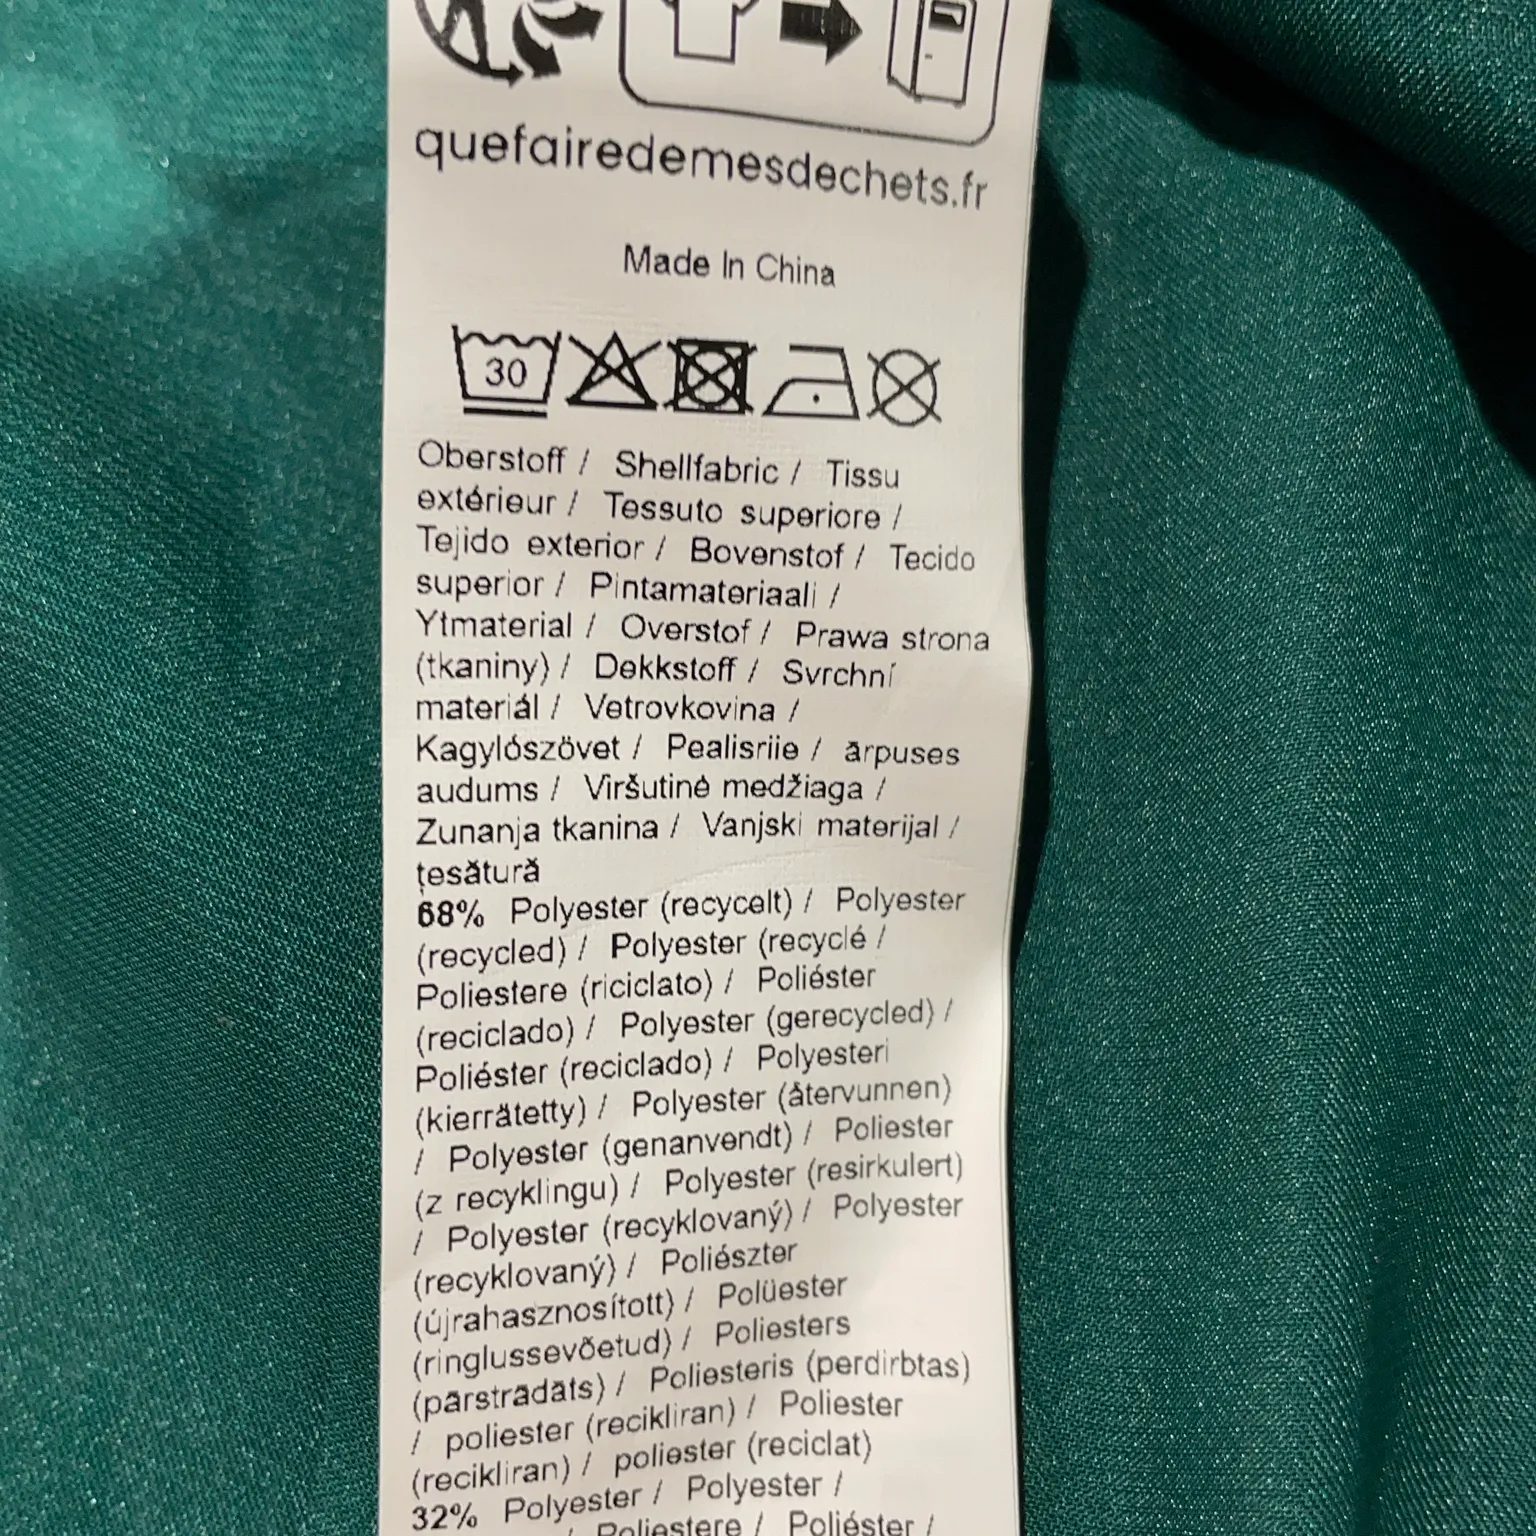 quefairedemesdechets.fr
Made In China
30
Oberstoff / Shellfabric / Tissu
extérieur / Tessuto superiore /
Tejido exterior / Bovenstof / Tecido
superior / Pintamateriaali /
Ytmaterial / Overstof / Prawa strona
(tkaniny) / Dekkstoff / Svrchní
materiál / Vetrovkovina /
Kagylószövet / Pealisriie / ārpuses
audums / Viršutinė medžiaga /
Zunanja tkanina / Vanjski materijal /
țesătură
68% Polyester (recycelt) / Polyester
(recycled) / Polyester (recyclé /
Poliestere (riciclato) / Poliéster
(reciclado) / Polyester (gerecycled) /
Poliéster (reciclado) / Polyesteri
(kierrätetty) / Polyester (återvunnen)
/ Polyester (genanvendt) / Poliester
(z recyklingu) / Polyester (resirkulert)
/ Polyester (recyklovaný) / Polyester
(recyklovaný) / Poliészter
(újrahasznosított) / Polüester
(ringlussevõetud) / Poliesters
(pārstrādāts) / Poliesteris (perdirbtas)
/ poliester (recikliran) / Poliester
(recikliran) / poliester (reciclat)
32% Polyester / Polyester /
/ Poliestere / Poliéster /